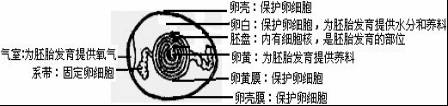 卵壳:保护卵细胞
卵白:保护卵细胞，为胚胎发育提供水分和养料
胚盘:内有细胞核，是胚胎发育的部位
气室:为胚胎发育提供氧气
卵黄:为胚胎发育提供养料
系带:固定卵细胞
卵黄膜:保护卵细胞
卵壳膜:保护卵细胞